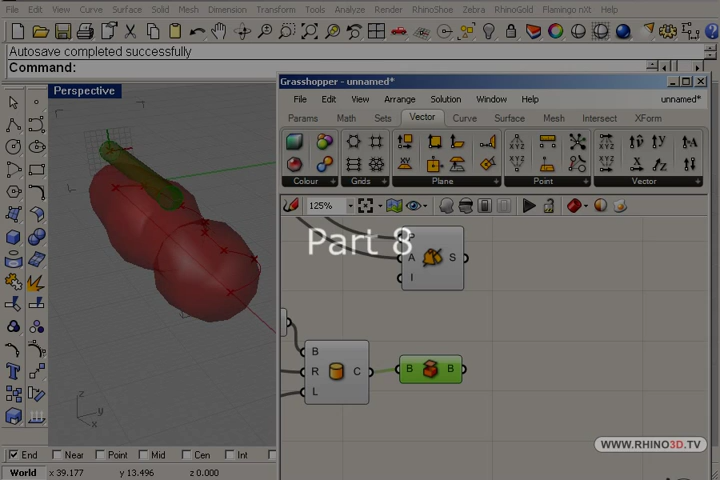 File Edit View Curve Surface Solid Mesh Dimension Transform Tools Analyze Render RhinoShoe Zebra RhinoGold Flamingo nXt Help
Autosave completed successfully
Command:
Perspective
Grasshopper - unnamed*
File Edit View Arrange Solution Window Help unnamed*
Params Math Sets Vector Curve Surface Mesh Intersect XForm
Colour Grids Plane Point Vector
125%
Part 8
P
A S
I
B
R C
L
B B
z
y
x
WWW.RHINO3D.TV
End Near Point Mid Cen Int
World x 39.177 y 13.496 z 0.000